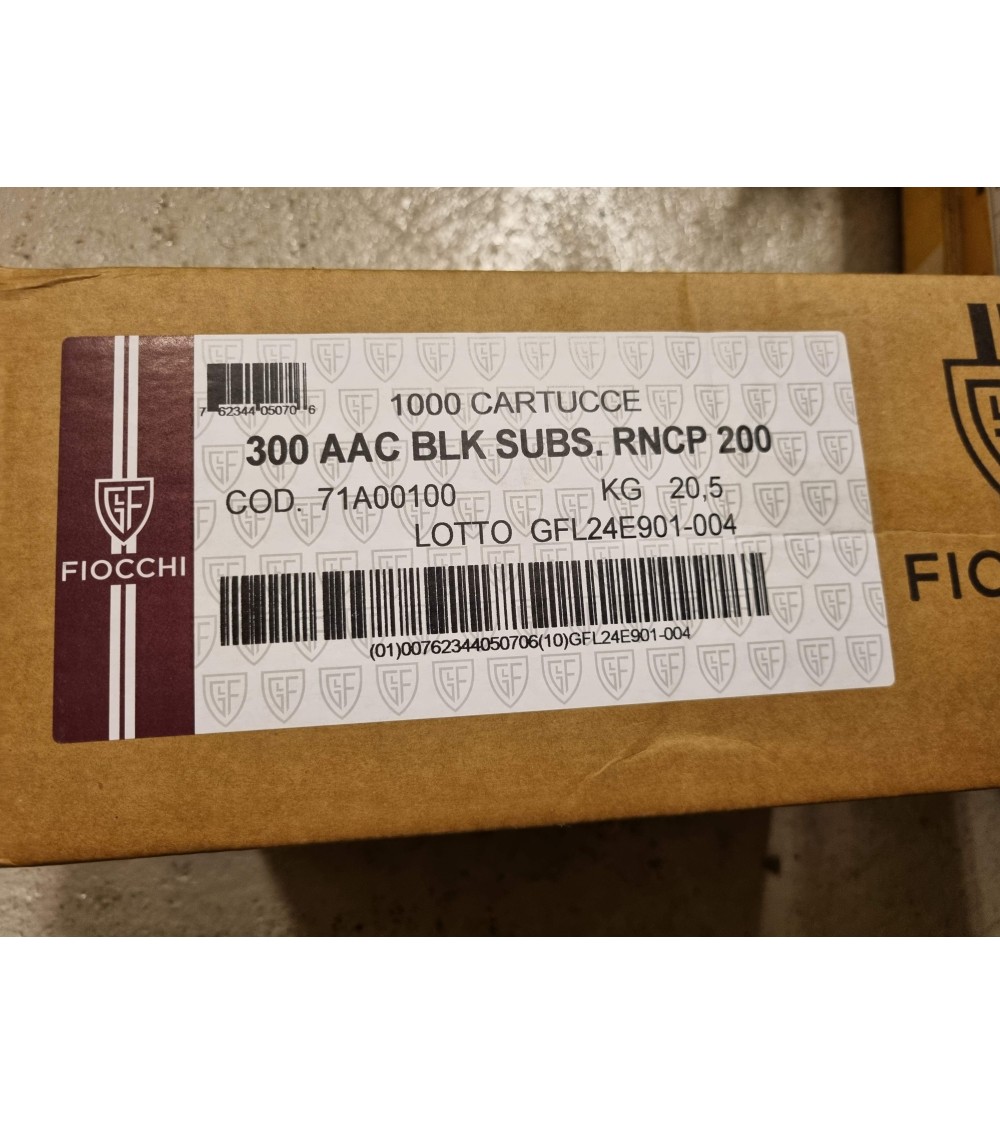 7 62344 05070 6
1000 CARTUCCE
300 AAC BLK SUBS. RNCP 200
COD. 71A00100 KG 20,5
LOTTO GFL24E901-004
(01)00762344050706(10)GFL24E901-004
GF
FIOCCHI